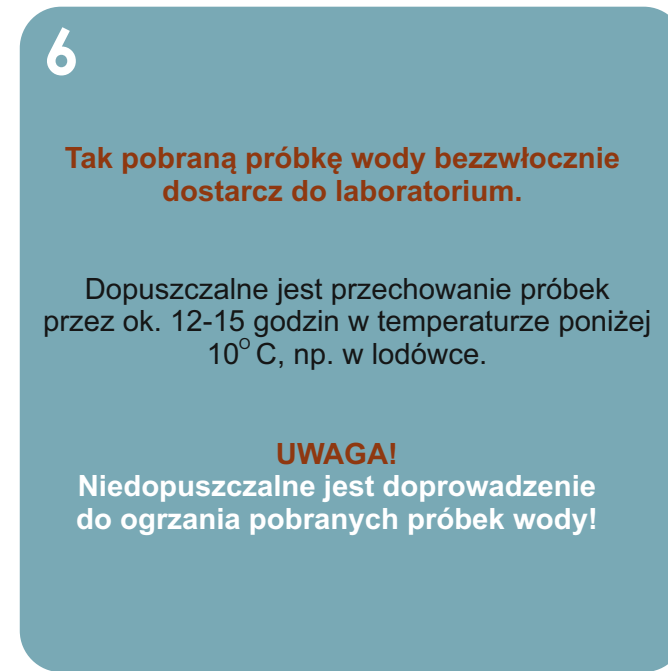 6
Tak pobraną próbkę wody bezzwłocznie
dostarcz do laboratorium.
Dopuszczalne jest przechowanie próbek
przez ok. 12-15 godzin w temperaturze poniżej
10° C, np. w lodówce.
UWAGA!
Niedopuszczalne jest doprowadzenie
do ogrzania pobranych próbek wody!